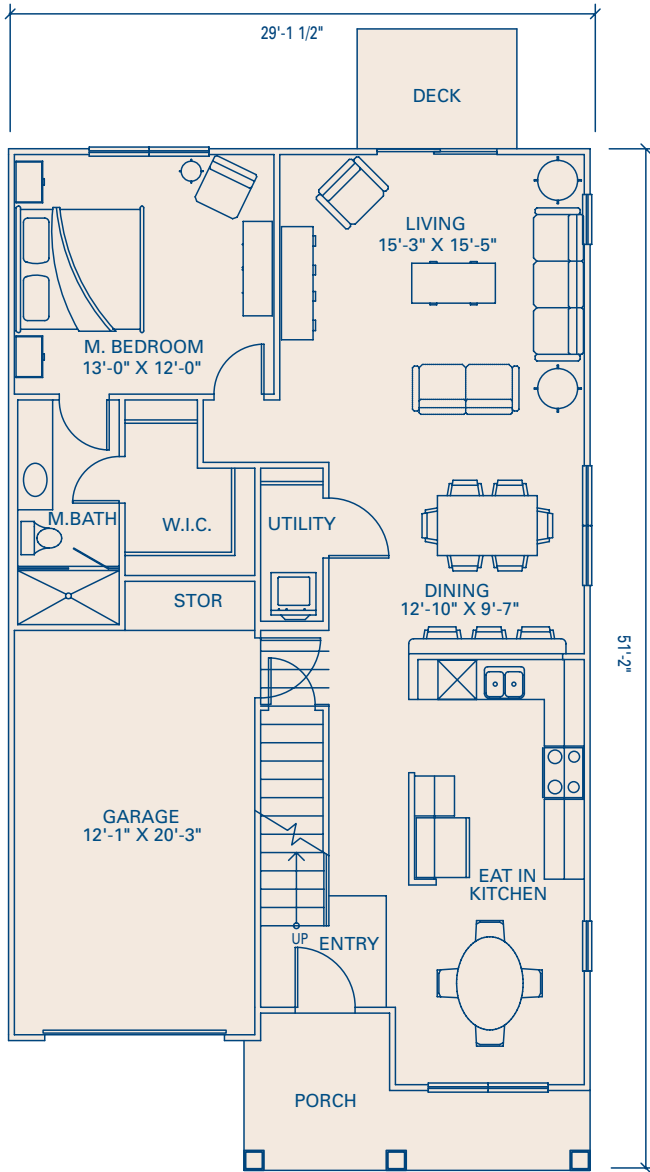 29'-1 1/2"
DECK
LIVING
15'-3" X 15'-5"
M. BEDROOM
13'-0" X 12'-0"
M.BATH
W.I.C.
UTILITY
DINING
12'-10" X 9'-7"
STOR
51'-2"
GARAGE
12'-1" X 20'-3"
EAT IN
KITCHEN
UP
ENTRY
PORCH